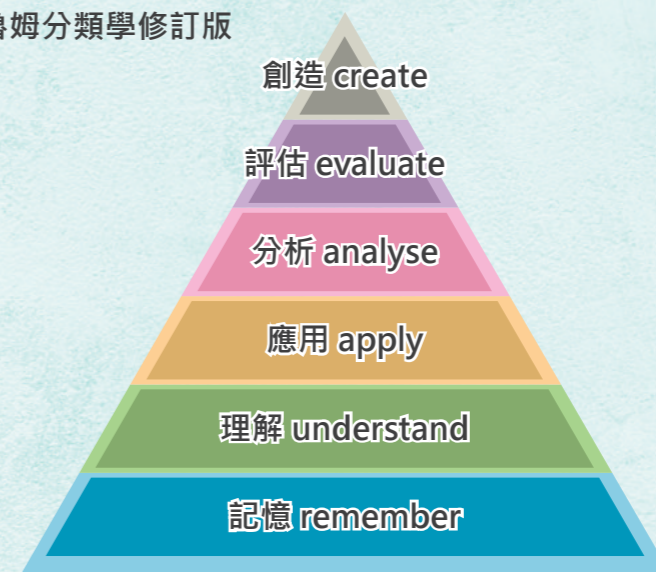 姆分類學修訂版
創造 create
評估 evaluate
分析 analyse
應用 apply
理解 understand
記憶 remember